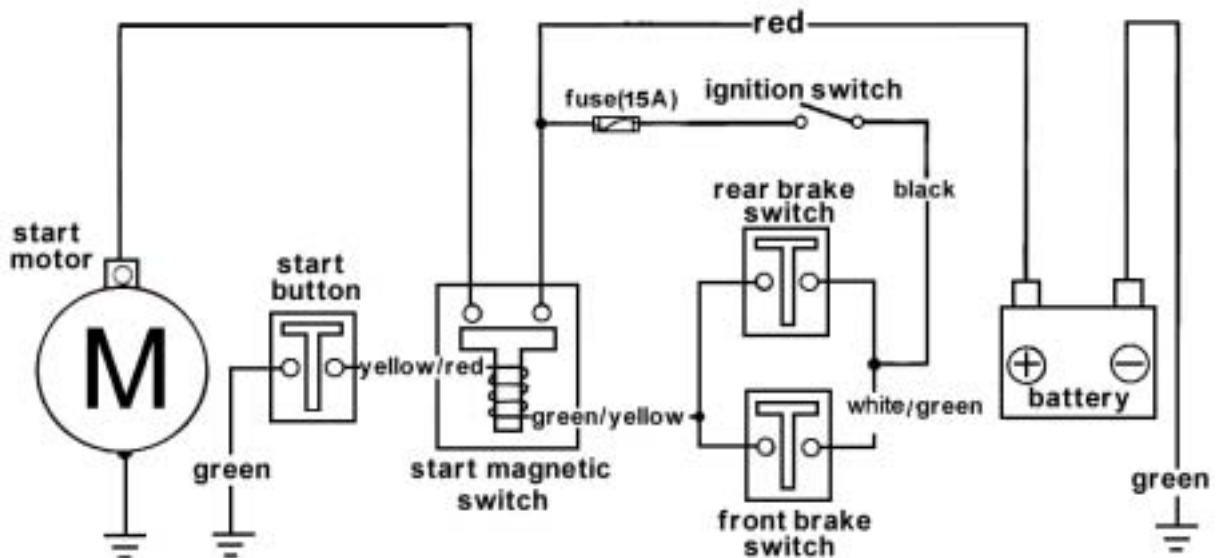 red
fuse(15A)
ignition switch
rear brake
switch
black
start
motor
start
button
M
yellow/red
green/yellow
white/green
battery
green
start magnetic
switch
front brake
switch
green